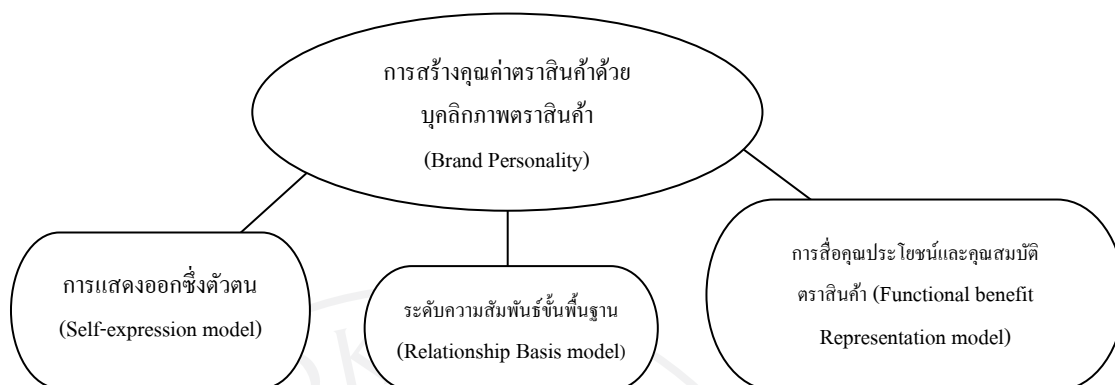 การสร้างคุณค่าตราสินค้าด้วย
บุคลิกภาพตราสินค้า
(Brand Personality)
การแสดงออกซึ่งตัวตน
(Self-expression model)
ระดับความสัมพันธ์ขั้นพื้นฐาน
(Relationship Basis model)
การสื่อคุณประโยชน์และคุณสมบัติ
ตราสินค้า (Functional benefit
Representation model)